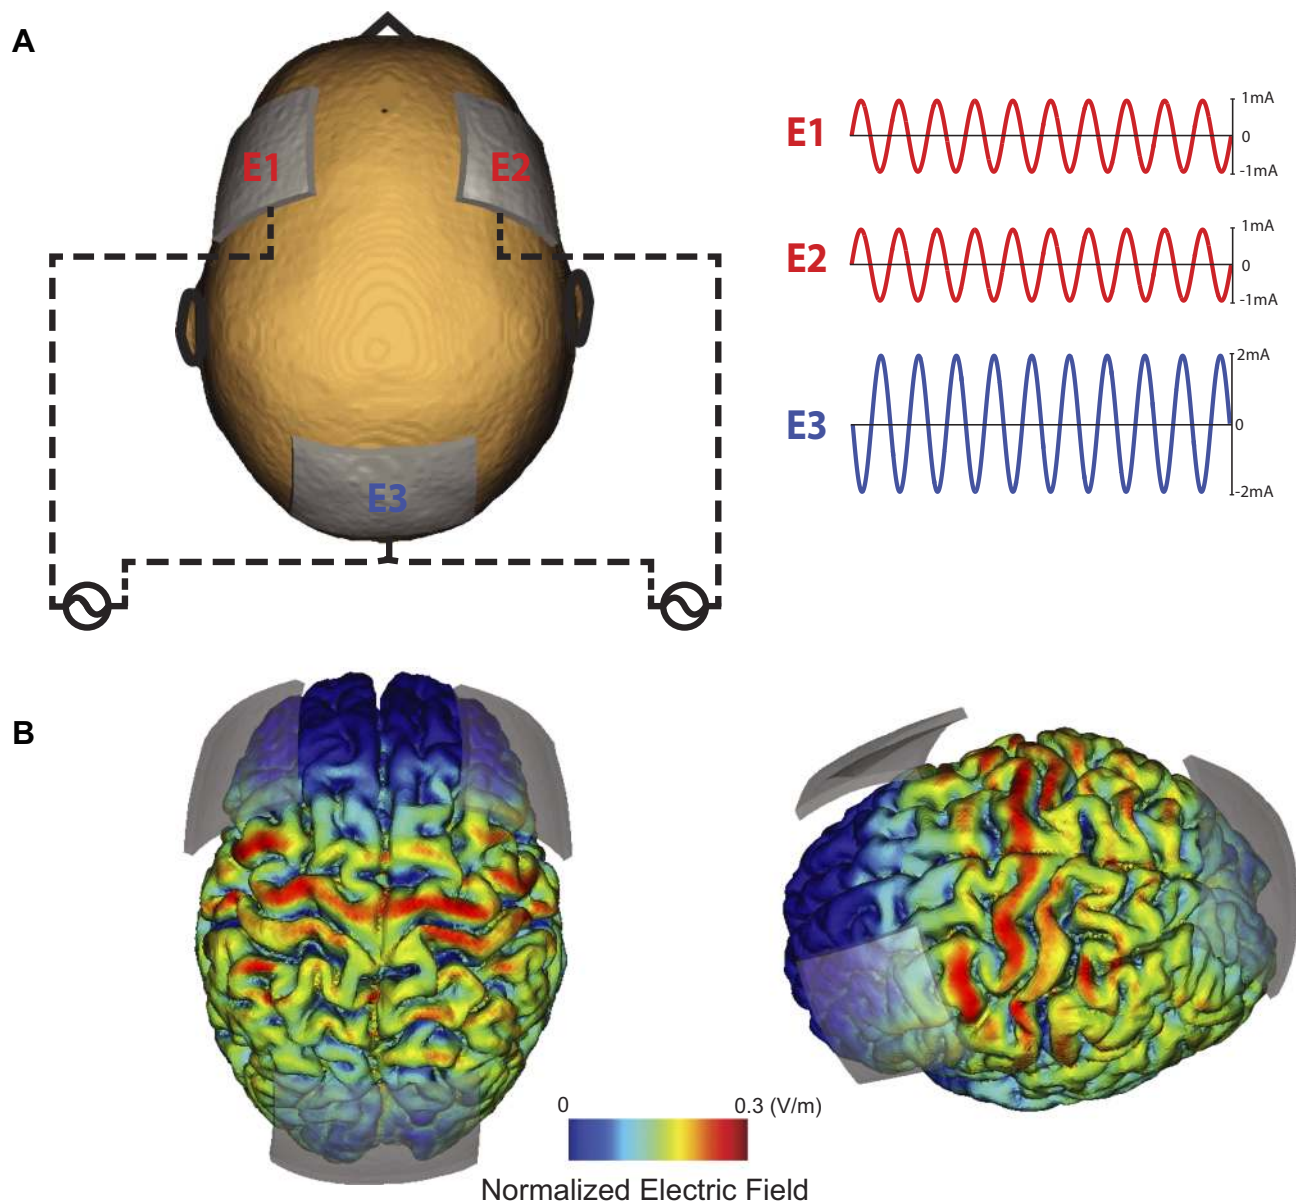 A
E1
E2
E3
E1
1mA
0
-1mA
E2
1mA
0
-1mA
E3
2mA
0
-2mA
B
0
0.3 (V/m)
Normalized Electric Field